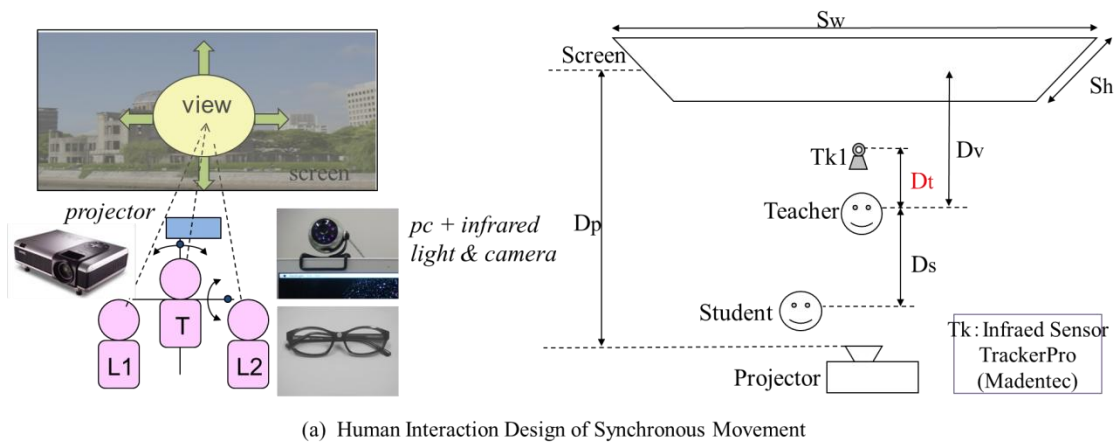 view
screen
projector
pc + infrared
light & camera
T
L1
L2
Sw
Screen
Sh
Tk1
Dv
Dt
Teacher
Dp
Ds
Student
Projector
Tk：Infraed Sensor
TrackerPro
(Madentec)
(a) Human Interaction Design of Synchronous Movement